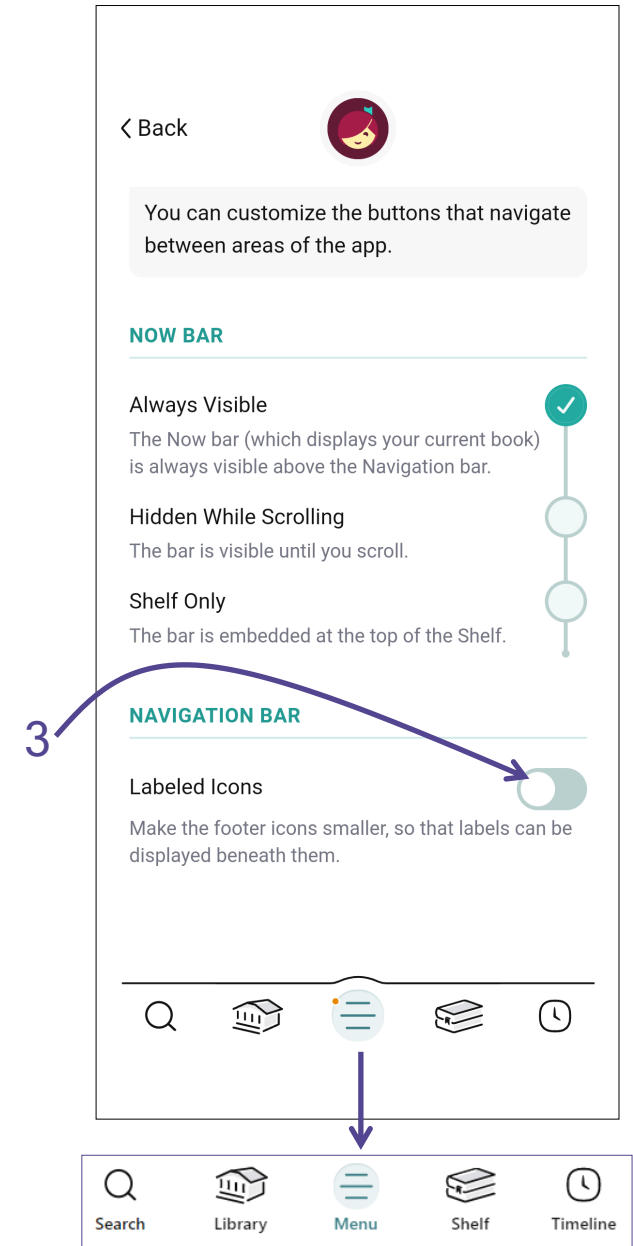 Back
You can customize the buttons that navigate
between areas of the app.
NOW BAR
Always Visible
The Now bar (which displays your current book)
is always visible above the Navigation bar.
Hidden While Scrolling
The bar is visible until you scroll.
Shelf Only
The bar is embedded at the top of the Shelf.
3
NAVIGATION BAR
Labeled Icons
Make the footer icons smaller, so that labels can be
displayed beneath them.
Search Library Menu Shelf Timeline